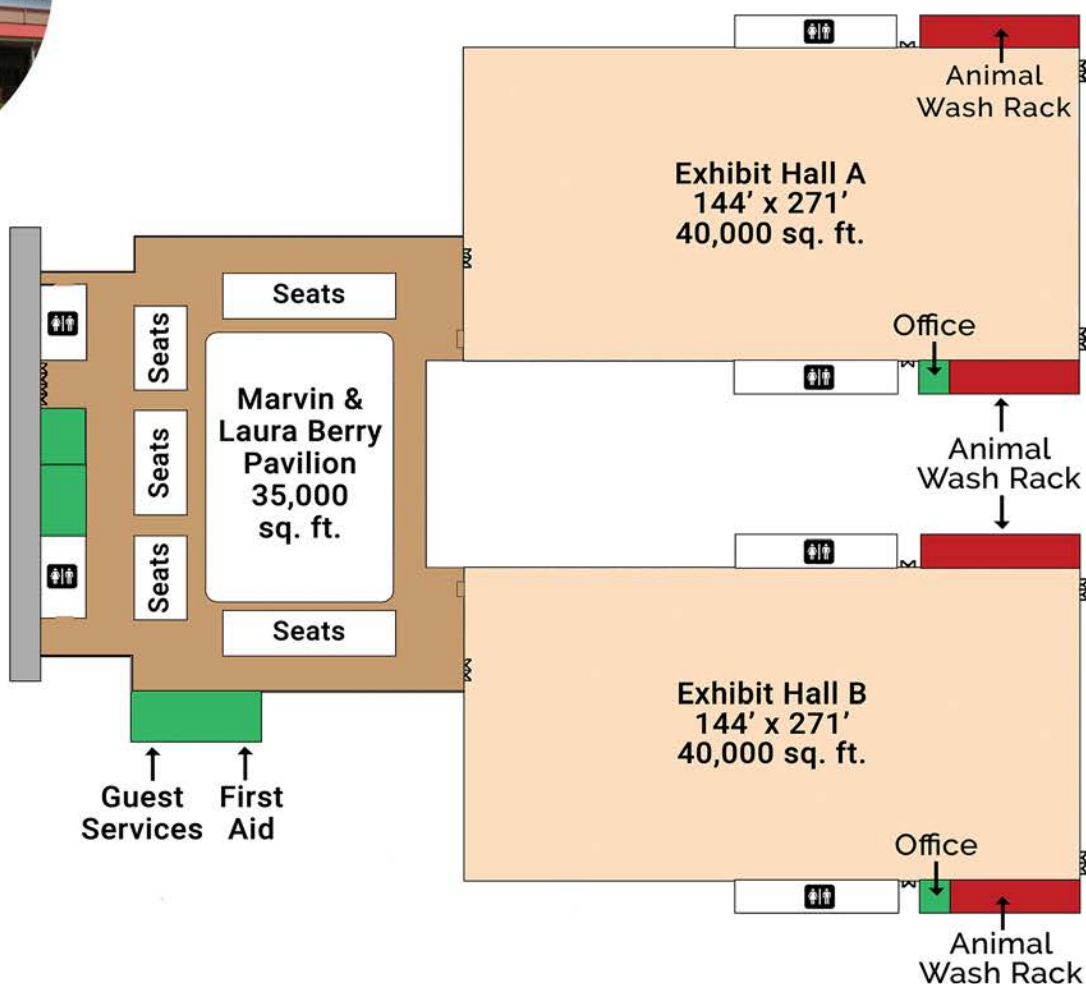 Animal
Wash Rack
Exhibit Hall A
144’ x 271’
40,000 sq. ft.
Office
Animal
Wash Rack
Seats
Seats
Seats
Seats
Seats
Marvin &
Laura Berry
Pavilion
35,000
sq. ft.
Exhibit Hall B
144’ x 271’
40,000 sq. ft.
Guest
Services
First
Aid
Office
Animal
Wash Rack